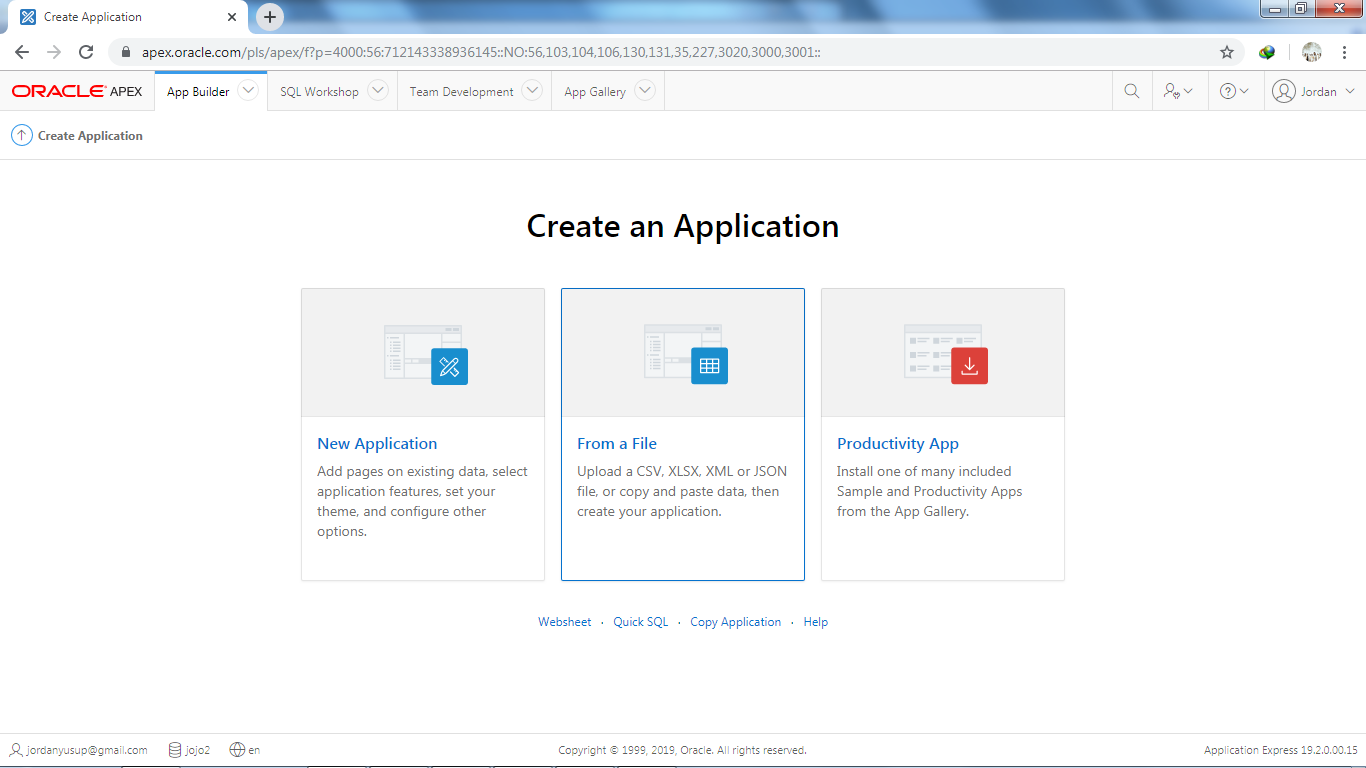 Create Application
apex.oracle.com/pls/apex/f?p=4000:56:712143338936145::NO:56,103,104,106,130,131,35,227,3020,3000,3001::
ORACLE APEX App Builder SQL Workshop Team Development App Gallery Jordan
Create Application
Create an Application
New Application
Add pages on existing data, select
application features, set your
theme, and configure other
options.
From a File
Upload a CSV, XLSX, XML or JSON
file, or copy and paste data, then
create your application.
Productivity App
Install one of many included
Sample and Productivity Apps
from the App Gallery.
Websheet · Quick SQL · Copy Application · Help
jordanyusup@gmail.com jojo2 en Copyright © 1999, 2019, Oracle. All rights reserved. Application Express 19.2.0.00.15